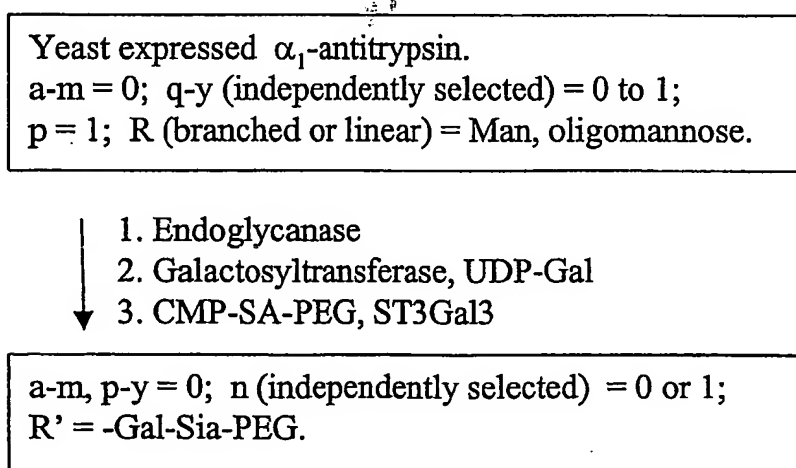 Yeast expressed α₁-antitrypsin.
a-m = 0; q-y (independently selected) = 0 to 1;
p = 1; R (branched or linear) = Man, oligomannose.
1. Endoglycanase
2. Galactosyltransferase, UDP-Gal
3. CMP-SA-PEG, ST3Gal3
a-m, p-y = 0; n (independently selected) = 0 or 1;
R’ = -Gal-Sia-PEG.